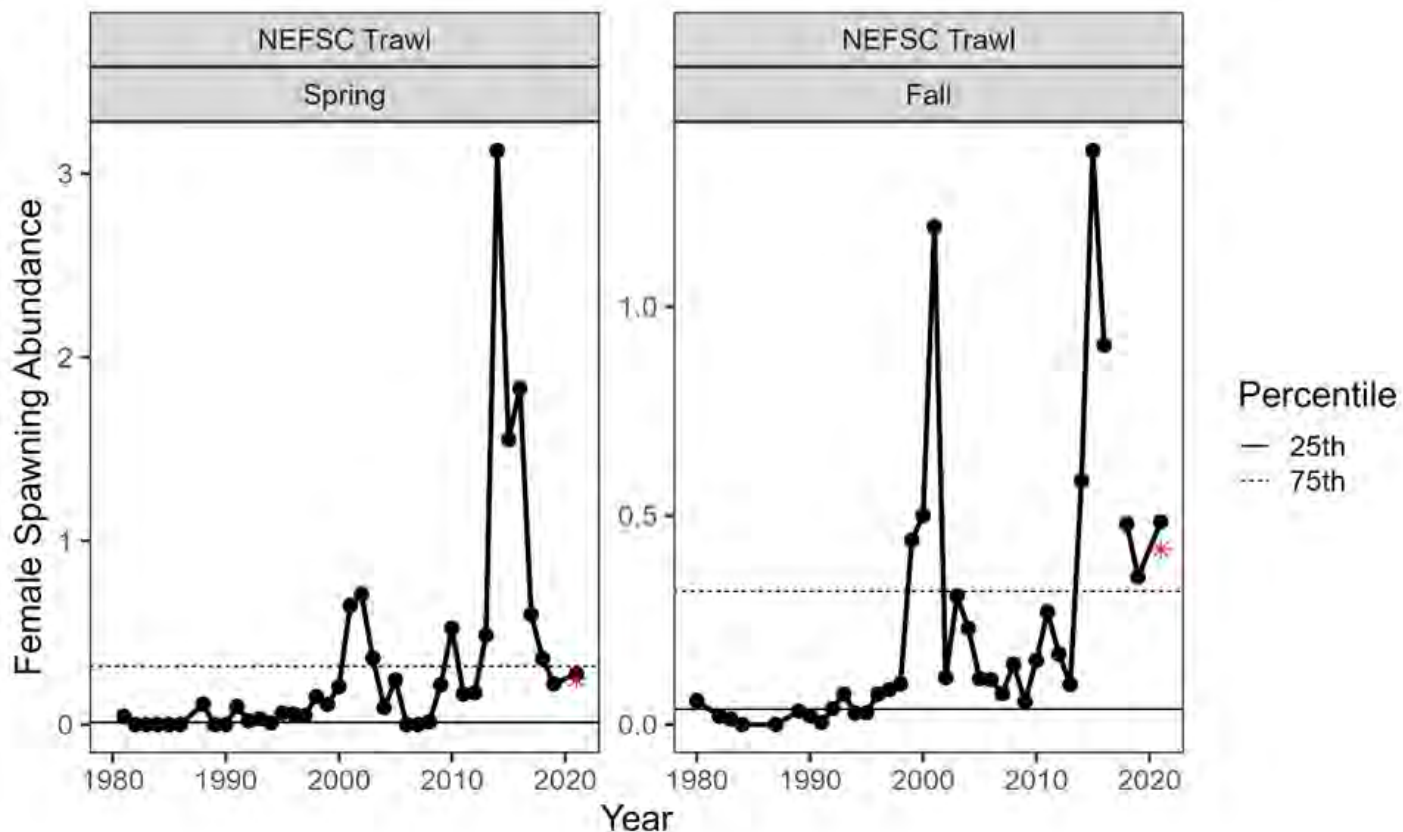 NEFSC Trawl
Spring
NEFSC Trawl
Fall
Female Spawning Abundance
3
2
1
0
1.0
0.5
0.0
1980
1990
2000
2010
2020
1980
1990
2000
2010
2020
Year
Percentile
25th
75th